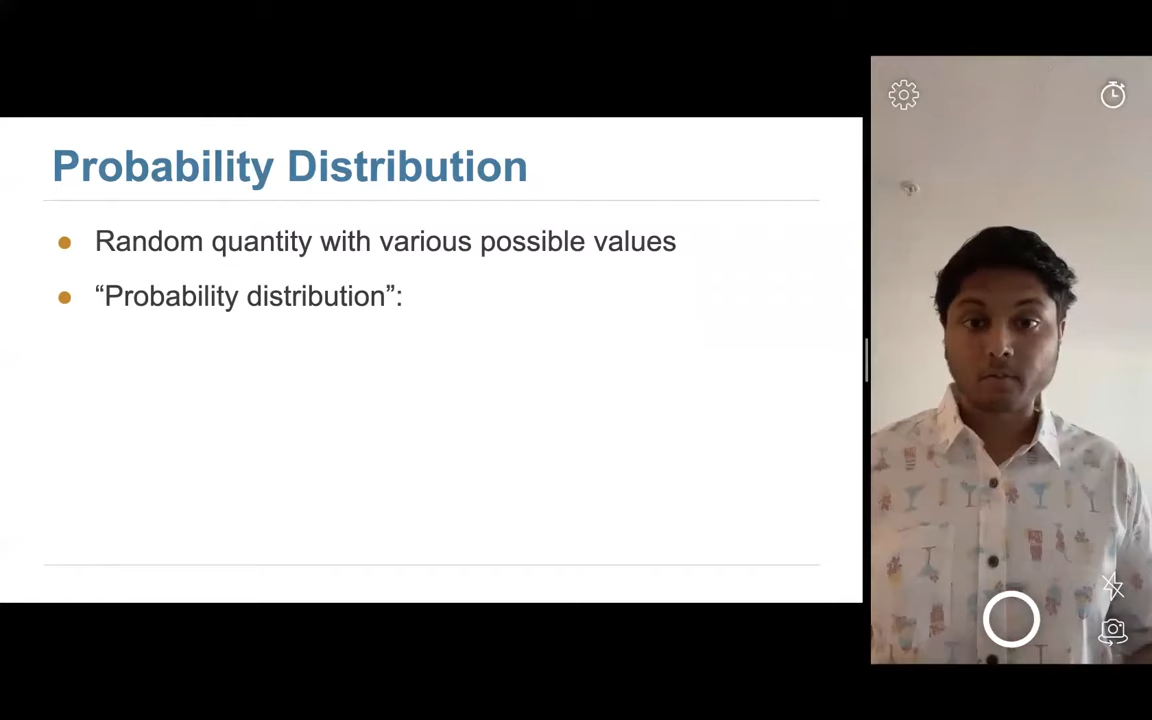 Probability Distribution
Random quantity with various possible values
“Probability distribution”: